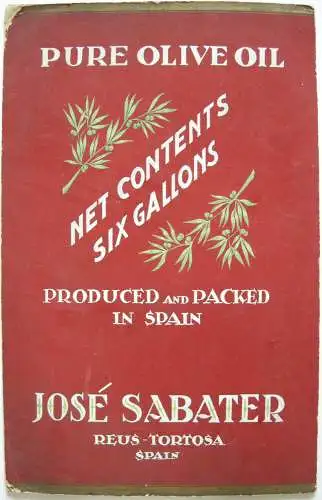 PURE OLIVE OIL
NET CONTENTS
SIX GALLONS
PRODUCED AND PACKED
IN SPAIN
JOSÉ SABATER
REUS - TORTOSA
SPAIN